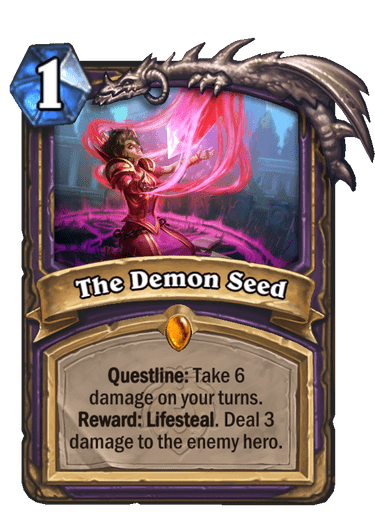 1
The Demon Seed
Questline: Take 6
damage on your turns.
Reward: Lifesteal. Deal 3
damage to the enemy hero.